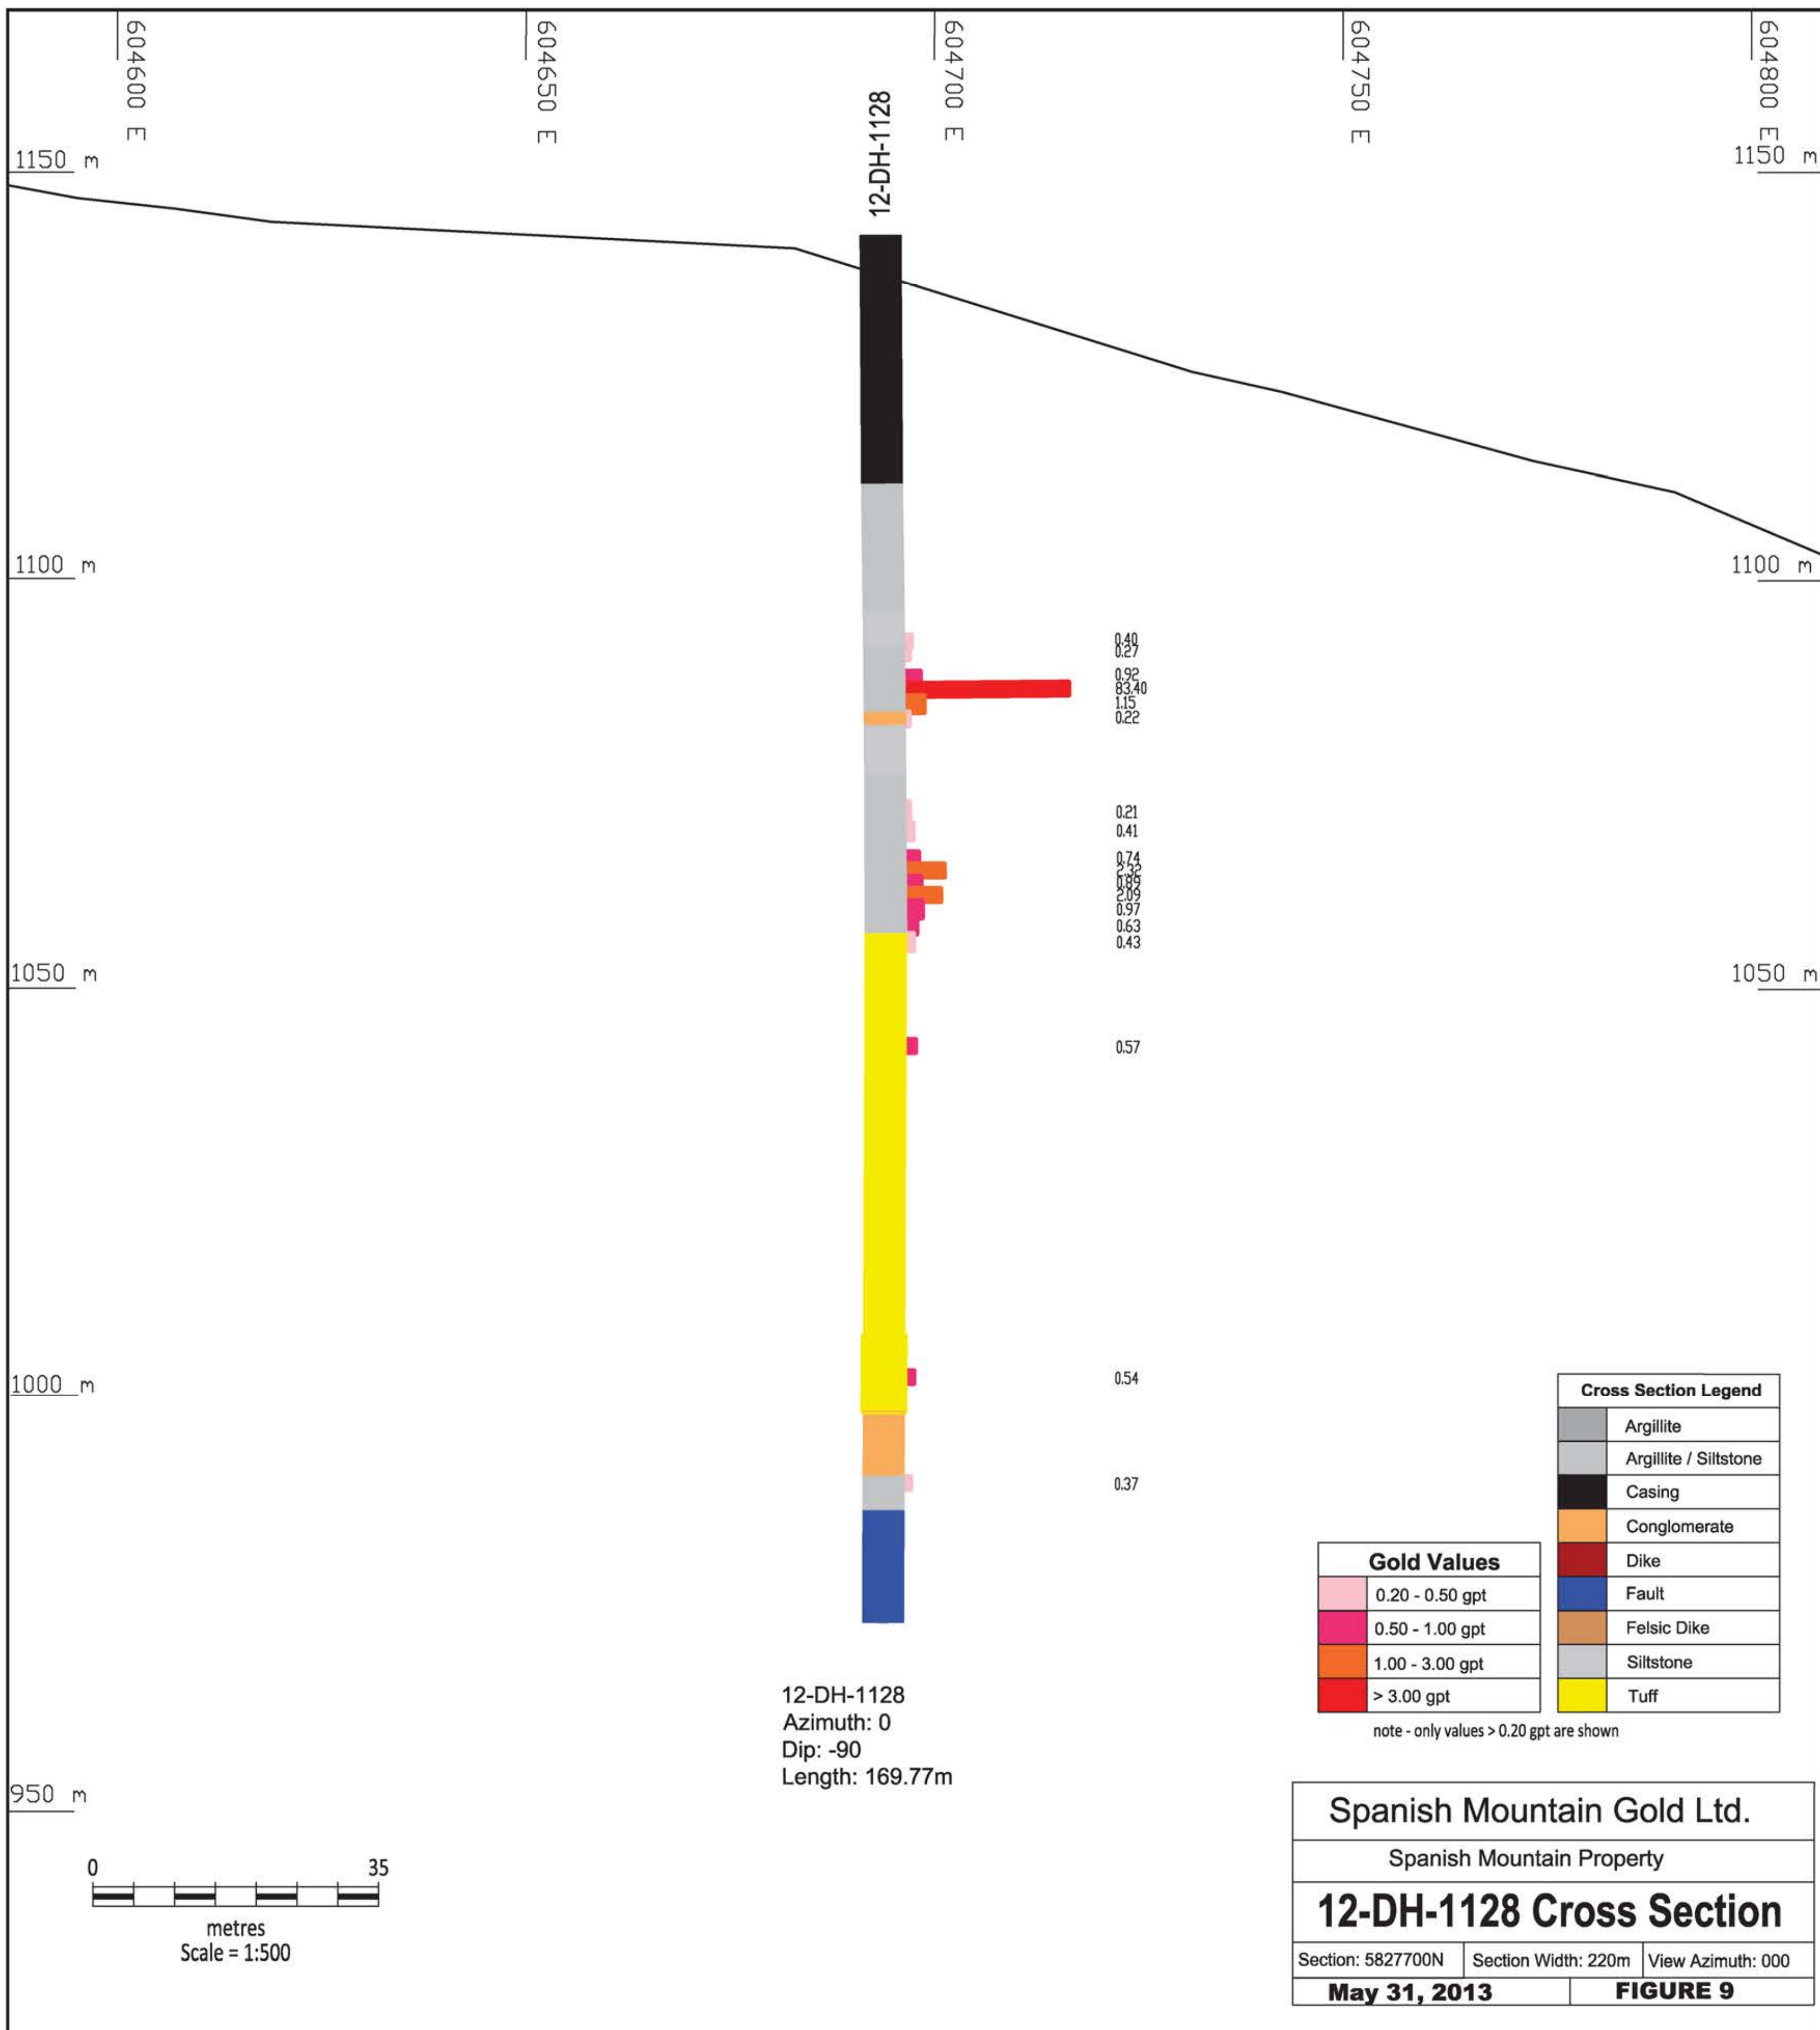 604600 E
604650 E
604700 E
604750 E
604800 E
12-DH-1128
1150 m
1150 m
1100 m
1100 m
0.40
0.27
0.92
83.40
1.15
0.22
0.21
0.41
0.74
2.32
0.89
2.09
0.97
0.63
0.43
1050 m
1050 m
0.57
1000 m
0.54
0.37
Cross Section Legend
Argillite
Argillite / Siltstone
Casing
Conglomerate
Dike
Fault
Felsic Dike
Siltstone
Tuff
Gold Values
0.20 - 0.50 gpt
0.50 - 1.00 gpt
1.00 - 3.00 gpt
> 3.00 gpt
note - only values > 0.20 gpt are shown
12-DH-1128
Azimuth: 0
Dip: -90
Length: 169.77m
950 m
0 35
metres
Scale = 1:500
Spanish Mountain Gold Ltd.
Spanish Mountain Property
12-DH-1128 Cross Section
Section: 5827700N Section Width: 220m View Azimuth: 000
May 31, 2013 FIGURE 9